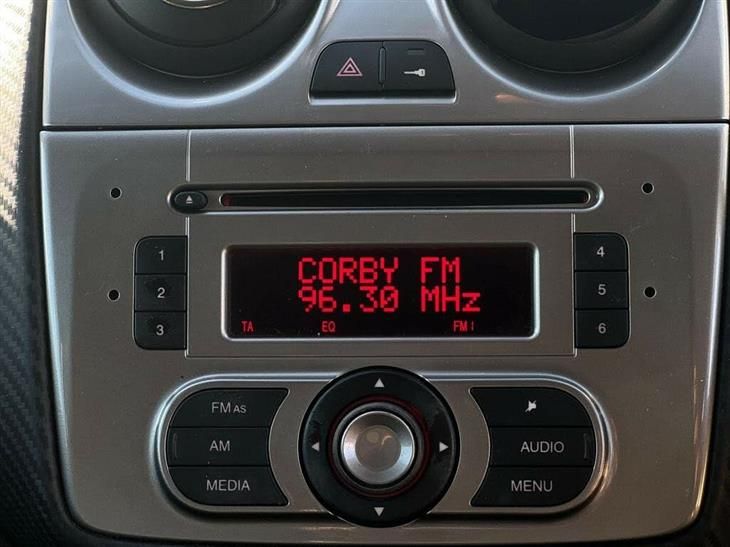 CORBY FM
96.30 MHz
TA EQ FM1
1
2
3
4
5
6
FM AS
AM
MEDIA
AUDIO
MENU